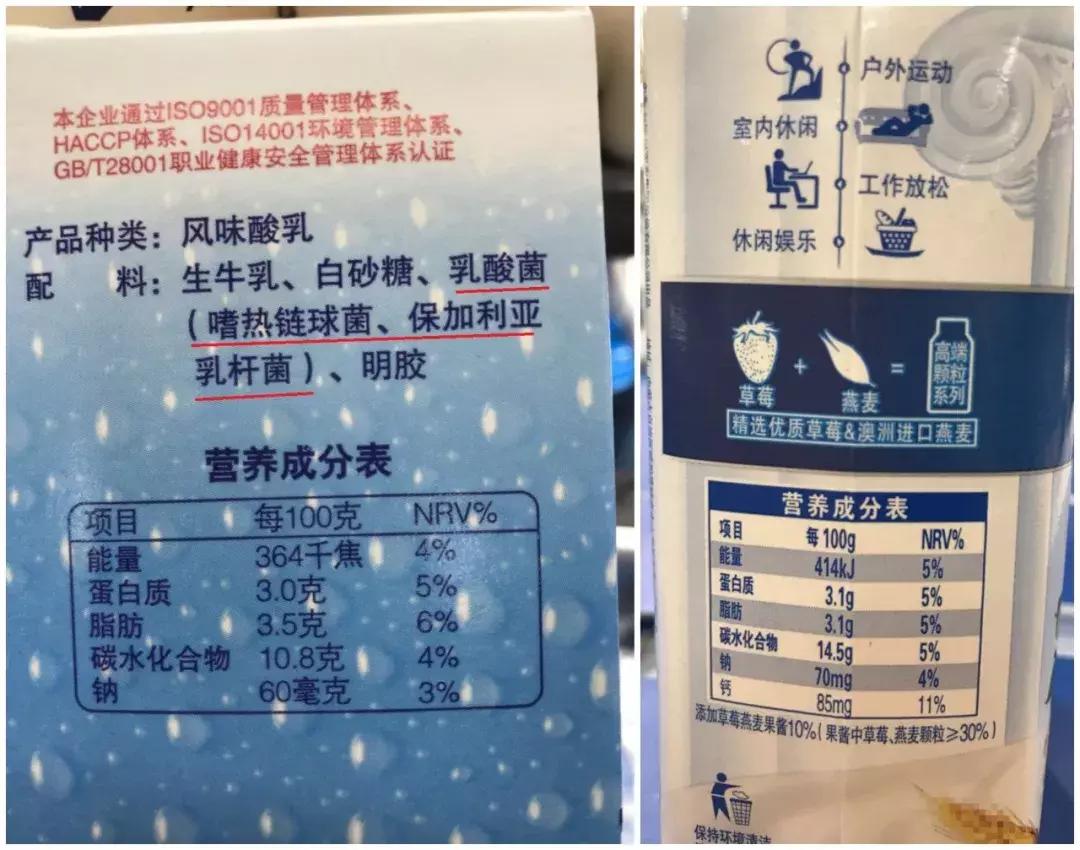 本企业通过ISO9001质量管理体系、
HACCP体系、ISO14001环境管理体系、
GB/T28001职业健康安全管理体系认证
产品种类：风味酸乳
配 料：生牛乳、白砂糖、乳酸菌
（嗜热链球菌、保加利亚
乳杆菌）、明胶
营养成分表
项目 每100克 NRV%
能量 364千焦 4%
蛋白质 3.0克 5%
脂肪 3.5克 6%
碳水化合物 10.8克 4%
钠 60毫克 3%
户外运动
室内休闲
工作放松
休闲娱乐
草莓 + 燕麦 = 高端
颗粒
系列
精选优质草莓&澳洲进口燕麦
营养成分表
项目 每100g NRV%
能量 414kJ 5%
蛋白质 3.1g 5%
脂肪 3.1g 5%
碳水化合物 14.5g 5%
钠 70mg 4%
钙 85mg 11%
添加草莓燕麦果酱10%(果酱中草莓、燕麦颗粒≥30%)
保持环境清洁